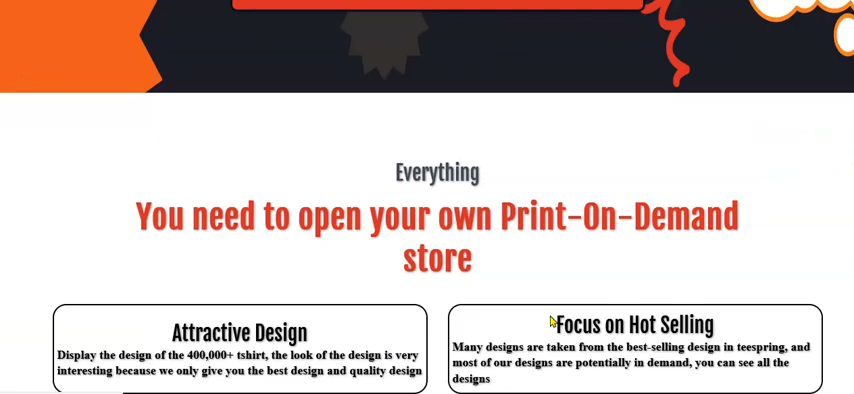 Everything
You need to open your own Print-On-Demand
store
Attractive Design
Display the design of the 400,000+ tshirt, the look of the design is very
interesting because we only give you the best design and quality design
Focus on Hot Selling
Many designs are taken from the best-selling design in teespring, and
most of our designs are potentially in demand, you can see all the
designs